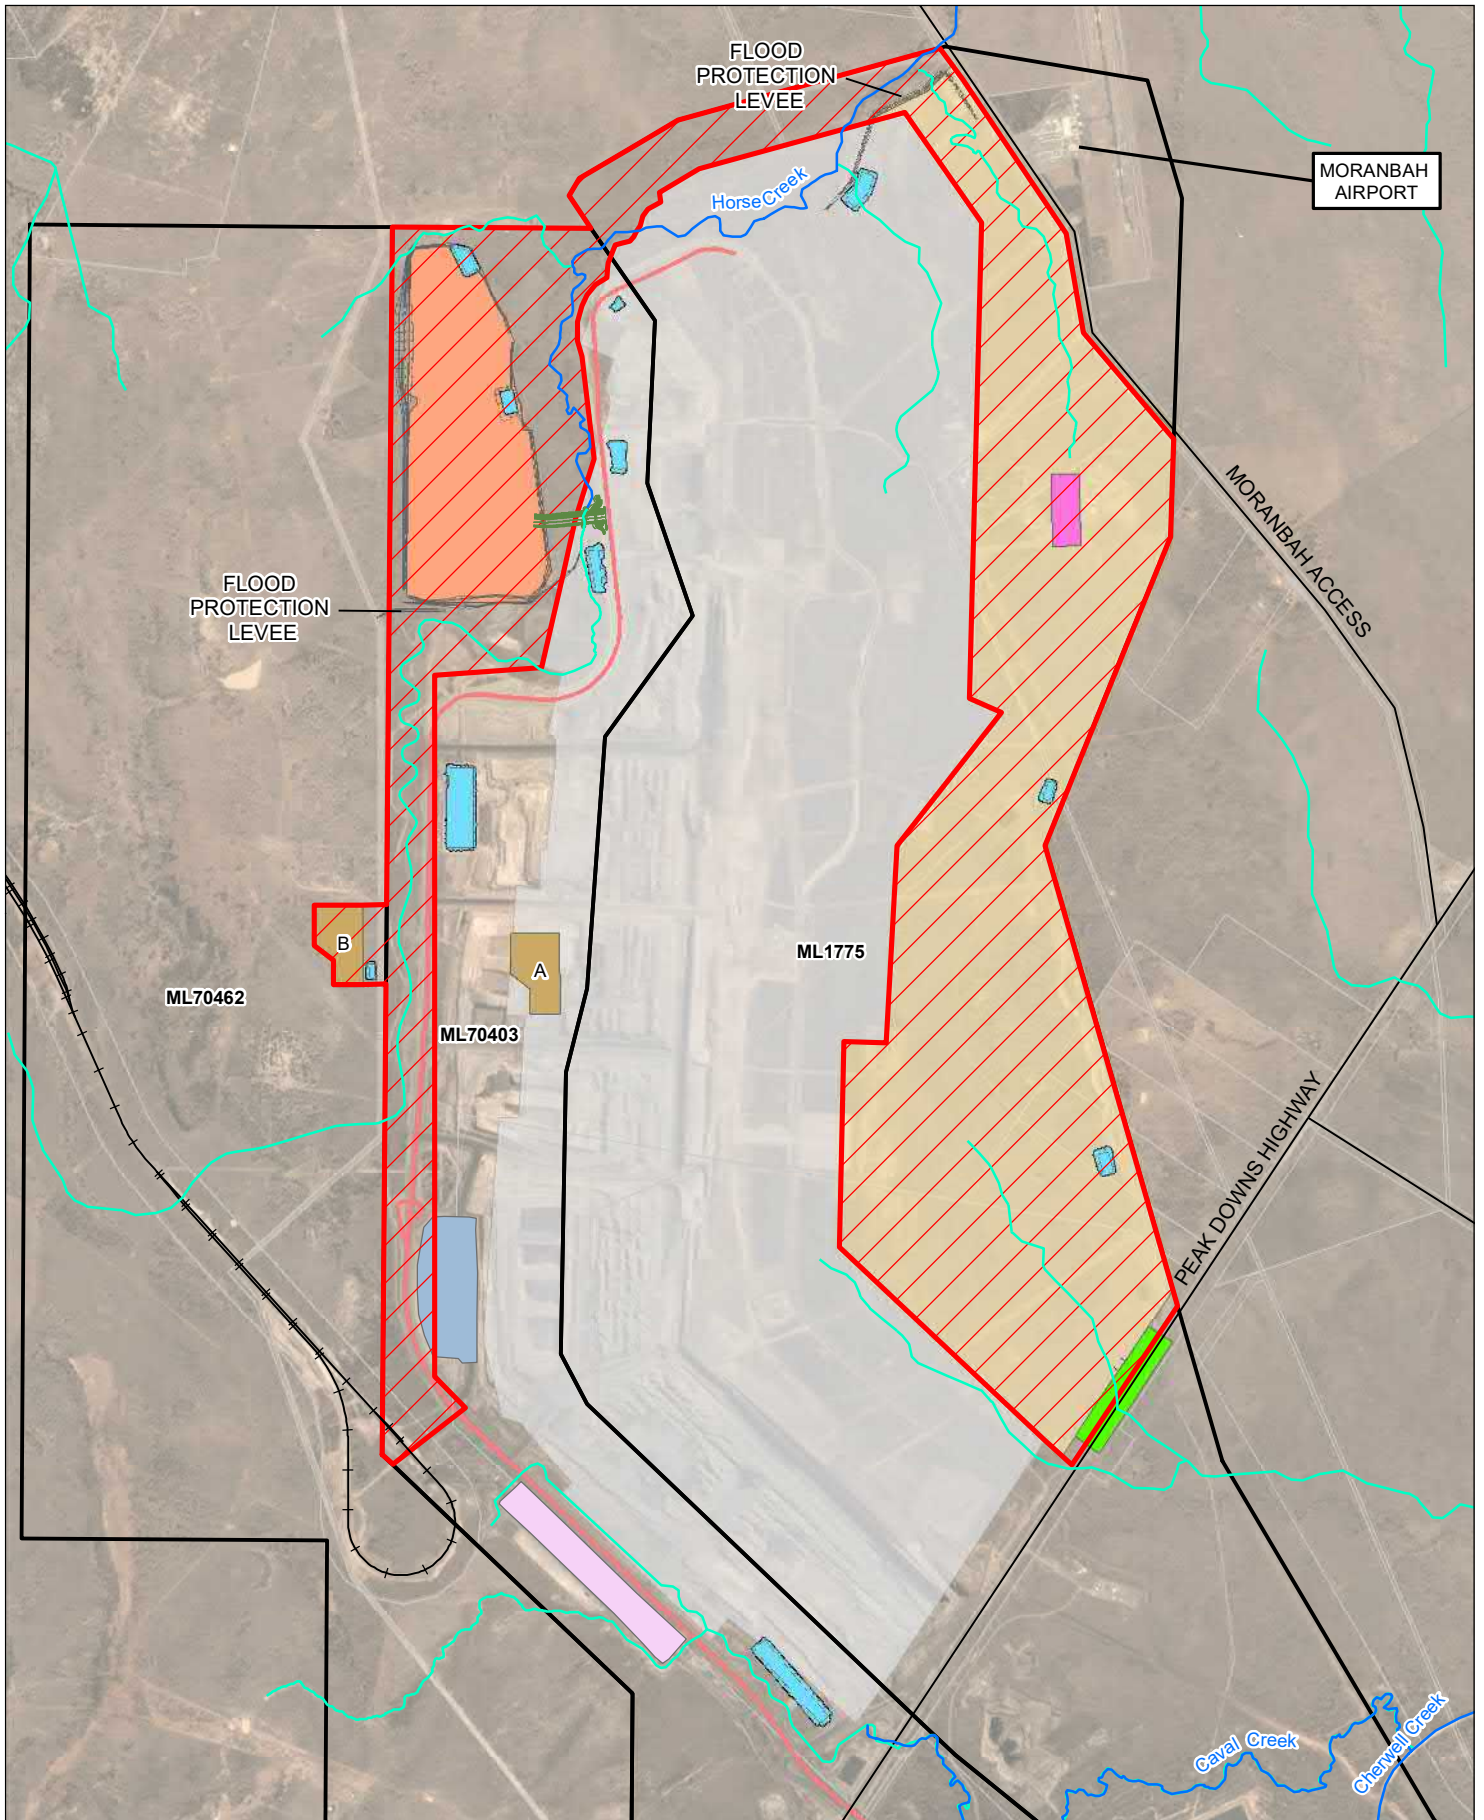 FLOOD
PROTECTION
LEVEE
MORANBAH
AIRPORT
HorseCreek
MORANBAH ACCESS
FLOOD
PROTECTION
LEVEE
B
A
ML1775
ML70462
ML70403
PEAK DOWNS HIGHWAY
Caval Creek
Cherwell Creek